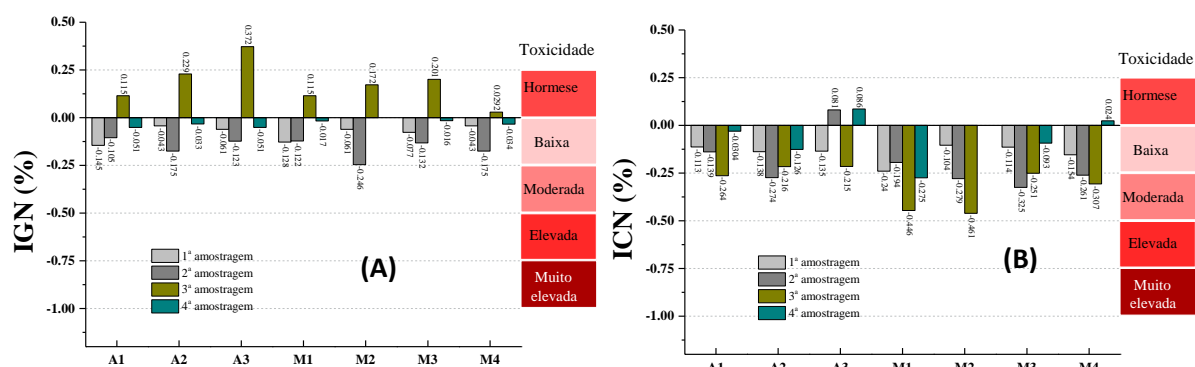 0.50
0.25
0.00
-0.25
-0.50
-0.75
-1.00
IGN (%)
-0.145
-0.105
0.115
-0.051
-0.043
-0.175
0.229
-0.033
-0.061
-0.123
0.372
-0.051
-0.128
-0.122
0.115
-0.017
-0.061
-0.246
0.172
-0.077
-0.132
0.201
-0.016
-0.043
-0.175
0.0292
-0.034
Toxicidade
Hormese
Baixa
Moderada
Elevada
Muito
elevada
1ª amostragem
2ª amostragem
3ª amostragem
4ª amostragem
(A)
A1 A2 A3 M1 M2 M3 M4
0.50
0.25
0.00
-0.25
-0.50
-0.75
-1.00
ICN (%)
-0.113
-0.139
-0.264
-0.0304
-0.138
-0.274
-0.216
-0.126
-0.135
0.081
-0.215
0.086
-0.24
-0.194
-0.446
-0.275
-0.104
-0.279
-0.461
-0.114
-0.325
-0.251
-0.093
-0.154
-0.261
-0.307
0.024
Toxicidade
Hormese
Baixa
Moderada
Elevada
Muito
elevada
1ª amostragem
2ª amostragem
3ª amostragem
4ª amostragem
(B)
A1 A2 A3 M1 M2 M3 M4